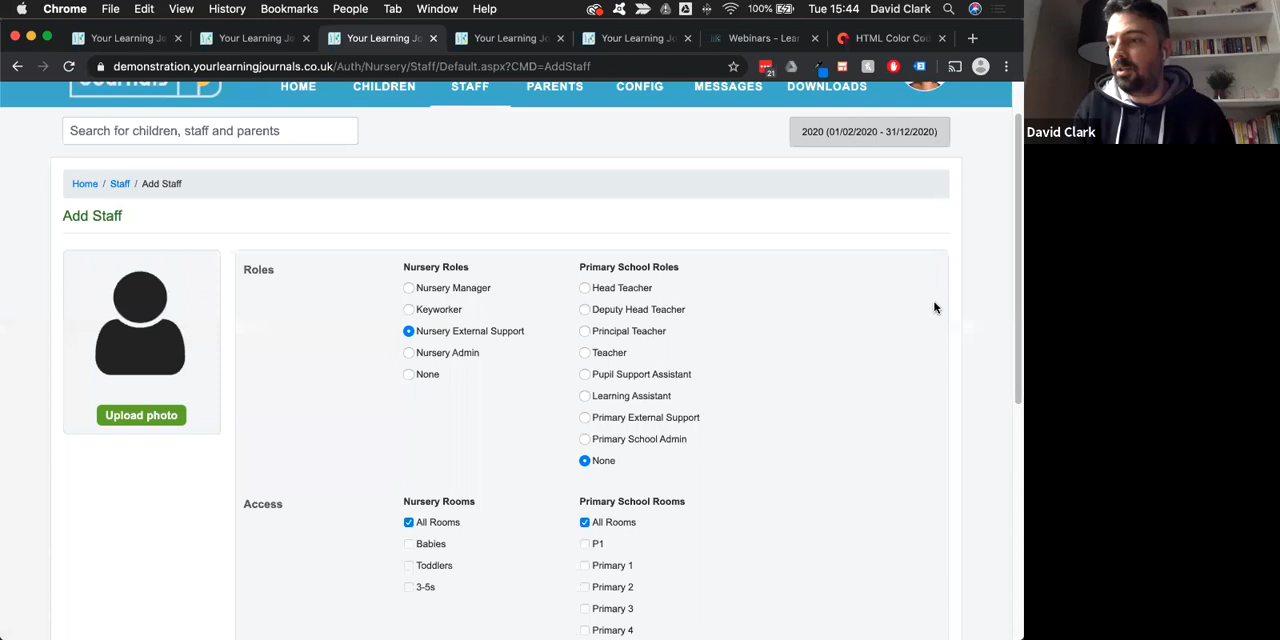 Chrome File Edit View History Bookmarks People Tab Window Help 100% Tue 15:44 David Clark
Your Learning Jo Your Learning Jo Your Learning Jo Your Learning Jo Your Learning Jo Webinars - Lear HTML Color Cod
demonstration.yourlearningjournals.co.uk/Auth/Nursery/Staff/Default.aspx?CMD=AddStaff
21
HOME CHILDREN STAFF PARENTS CONFIG MESSAGES DOWNLOADS
David Clark
Search for children, staff and parents
2020 (01/02/2020 - 31/12/2020)
Home / Staff / Add Staff
Add Staff
Roles
Nursery Roles
Nursery Manager
Keyworker
Nursery External Support
Nursery Admin
None
Primary School Roles
Head Teacher
Deputy Head Teacher
Principal Teacher
Teacher
Pupil Support Assistant
Learning Assistant
Primary External Support
Primary School Admin
None
Upload photo
Access
Nursery Rooms
All Rooms
Babies
Toddlers
3-5s
Primary School Rooms
All Rooms
P1
Primary 1
Primary 2
Primary 3
Primary 4